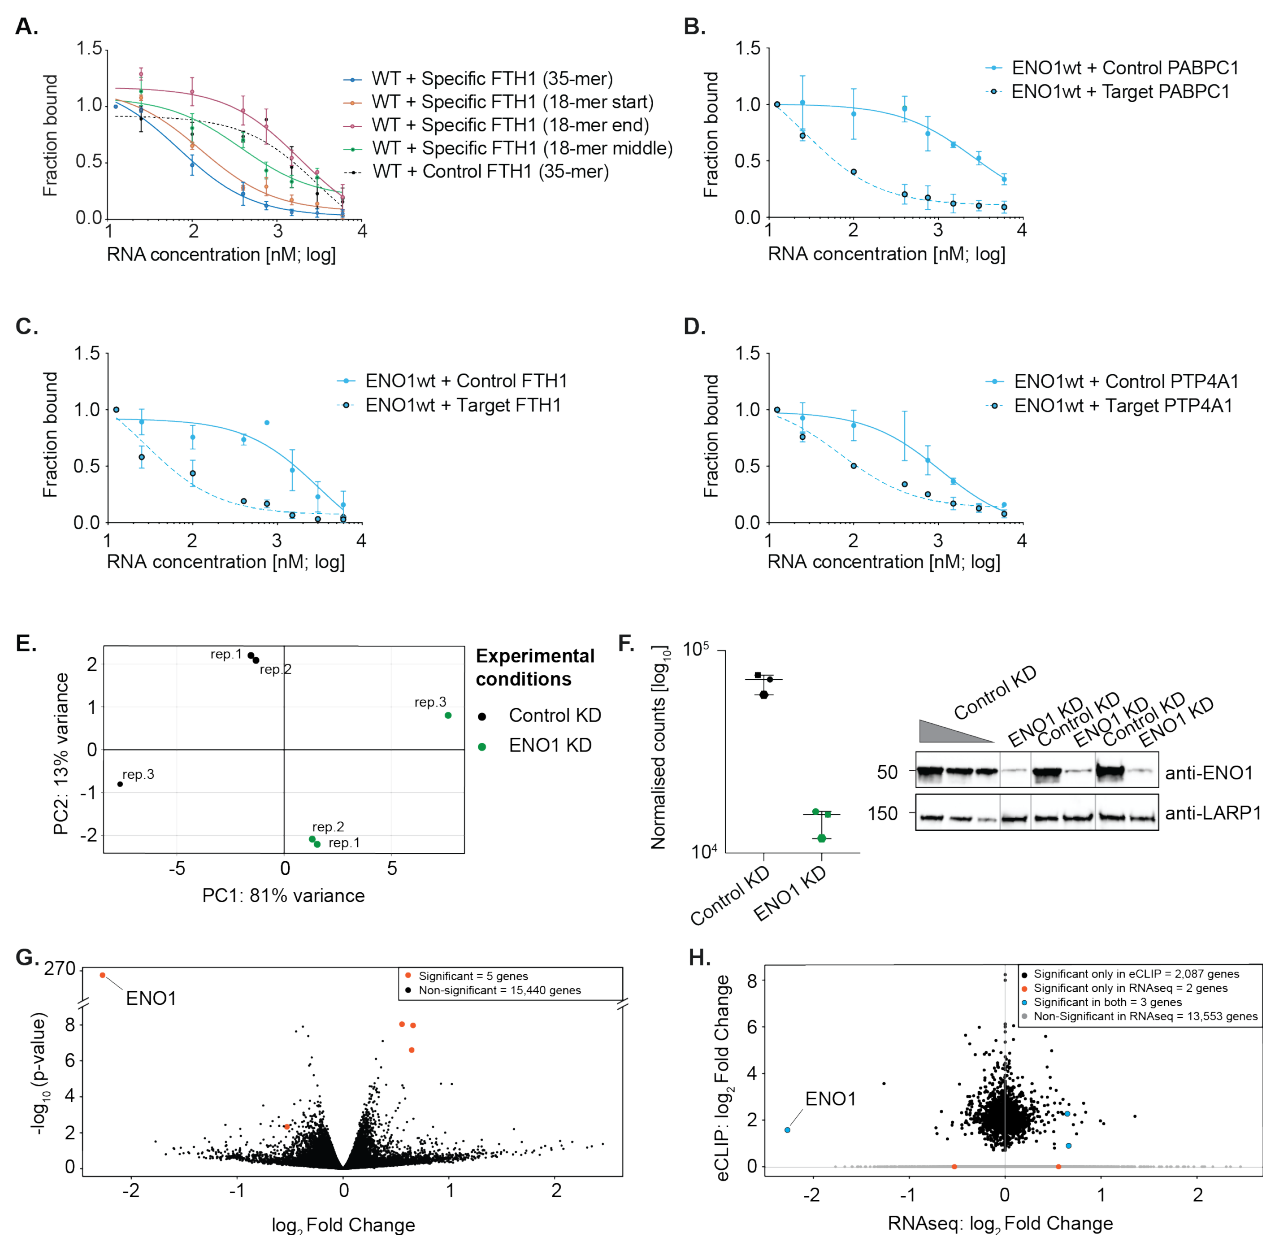 A.
1.5
1.0
0.5
0.0
Fraction bound
1
2
3
4
RNA concentration [nM; log]
WT + Specific FTH1 (35-mer)
WT + Specific FTH1 (18-mer start)
WT + Specific FTH1 (18-mer end)
WT + Specific FTH1 (18-mer middle)
WT + Control FTH1 (35-mer)
B.
1.5
1.0
0.5
0.0
Fraction bound
1
2
3
4
RNA concentration [nM; log]
ENO1wt + Control PABPC1
ENO1wt + Target PABPC1
C.
1.5
1.0
0.5
0.0
Fraction bound
1
2
3
4
RNA concentration [nM; log]
ENO1wt + Control FTH1
ENO1wt + Target FTH1
D.
1.5
1.0
0.5
0.0
Fraction bound
1
2
3
4
RNA concentration [nM; log]
ENO1wt + Control PTP4A1
ENO1wt + Target PTP4A1
E.
2
1
0
-1
-2
PC2: 13% variance
rep.1
rep.2
rep.3
rep.3
rep.2
rep.1
-5
0
5
PC1: 81% variance
Experimental
conditions
Control KD
ENO1 KD
F.
10⁵
10⁴
Normalised counts [log₁₀]
Control KD
ENO1 KD
Control KD
ENO1 KD
Control KD
ENO1 KD
Control KD
ENO1 KD
50
anti-ENO1
150
anti-LARP1
G.
270
8
6
4
2
0
-log₁₀ (p-value)
ENO1
Significant = 5 genes
Non-significant = 15,440 genes
-2
-1
0
1
2
log₂ Fold Change
H.
8
6
4
2
0
eCLIP: log₂ Fold Change
ENO1
Significant only in eCLIP = 2,087 genes
Significant only in RNAseq = 2 genes
Significant in both = 3 genes
Non-Significant in RNAseq = 13,553 genes
-2
-1
0
1
2
RNAseq: log₂ Fold Change